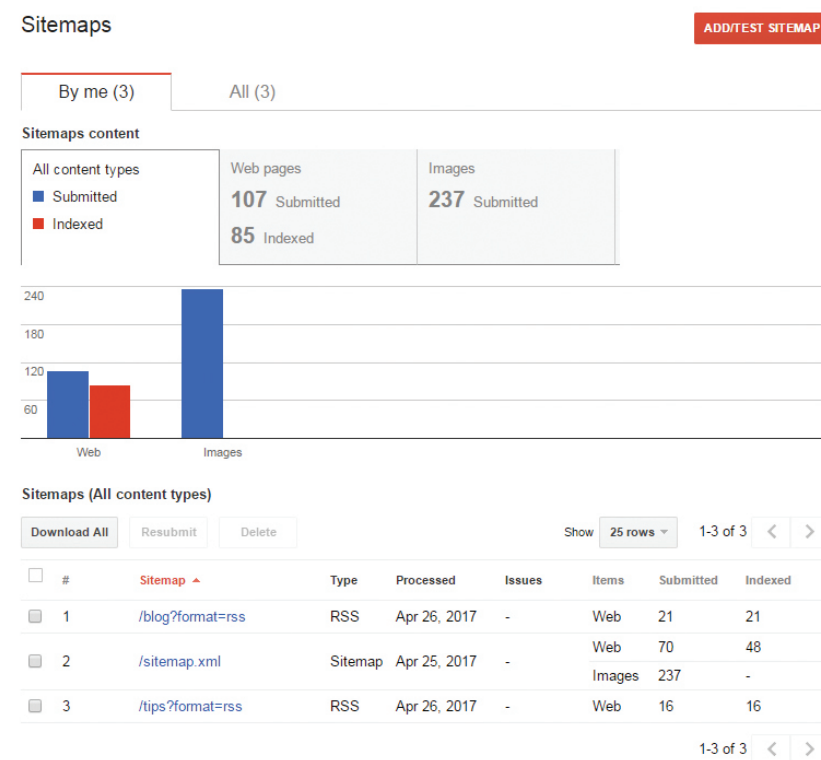 Sitemaps
ADD/TEST SITEMAP
By me (3) All (3)
Sitemaps content
All content types Web pages Images
Submitted 107 Submitted 237 Submitted
Indexed 85 Indexed
240
180
120
60
Web Images
Sitemaps (All content types)
Download All Resubmit Delete Show 25 rows 1-3 of 3
# Sitemap Type Processed Issues Items Submitted Indexed
1 /blog?format=rss RSS Apr 26, 2017 - Web 21 21
Web 70 48
2 /sitemap.xml Sitemap Apr 25, 2017 -
Images 237 -
3 /tips?format=rss RSS Apr 26, 2017 - Web 16 16
1-3 of 3